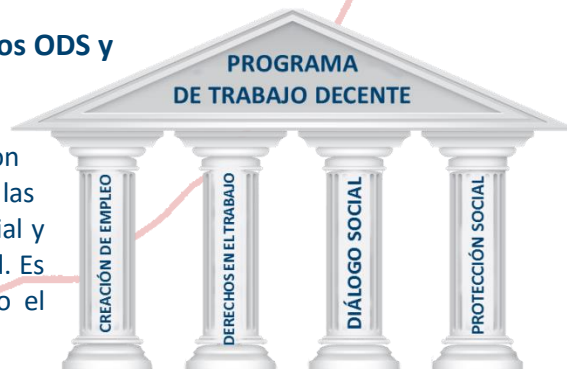 os ODS y
on
las
ial y
l. Es
o el
PROGRAMA
DE TRABAJO DECENTE
CREACIÓN DE EMPLEO
DERECHOS EN EL TRABAJO
DIÁLOGO SOCIAL
PROTECCIÓN SOCIAL